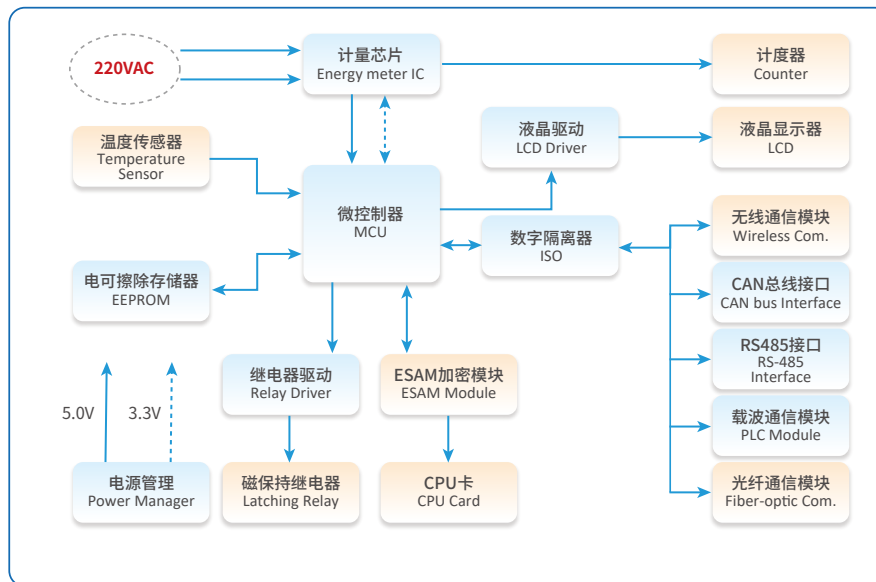 220VAC
计量芯片
Energy meter IC
计度器
Counter
温度传感器
Temperature
Sensor
液晶驱动
LCD Driver
液晶显示器
LCD
微控制器
MCU
数字隔离器
ISO
无线通信模块
Wireless Com.
电可擦除存储器
EEPROM
CAN总线接口
CAN bus Interface
RS485接口
RS-485
Interface
继电器驱动
Relay Driver
ESAM加密模块
ESAM Module
5.0V
3.3V
载波通信模块
PLC Module
电源管理
Power Manager
磁保持继电器
Latching Relay
CPU卡
CPU Card
光纤通信模块
Fiber-optic Com.